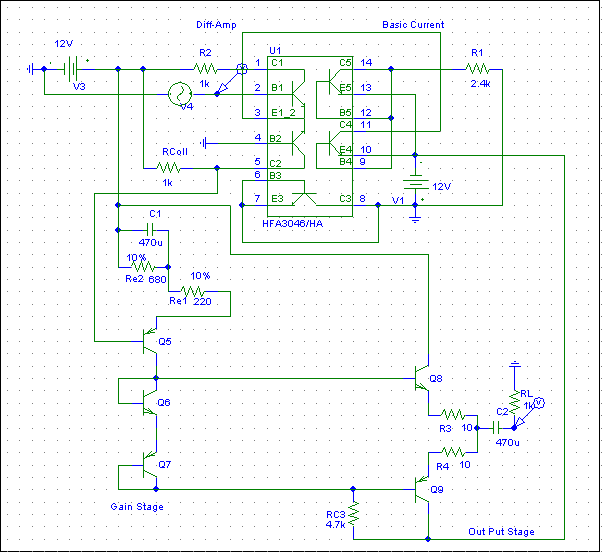 Diff-Amp
Basic Current
12V
V3
R2
1k
U1
V4
RColl
1k
1
2
3
4
5
6
7
C1
B1
E1_2
B2
C2
B3
E3
C5
E5
B5
C4
E4
B4
C3
14
13
12
11
10
9
8
HFA3046/HA
R1
2.4k
V1
12V
C1
470u
10%
Re2 680
10%
Re1 220
Q5
Q6
Q7
Gain Stage
Q8
R3 10
R4 10
Q9
C2
470u
RL
1k
V
RC3
4.7k
Out Put Stage